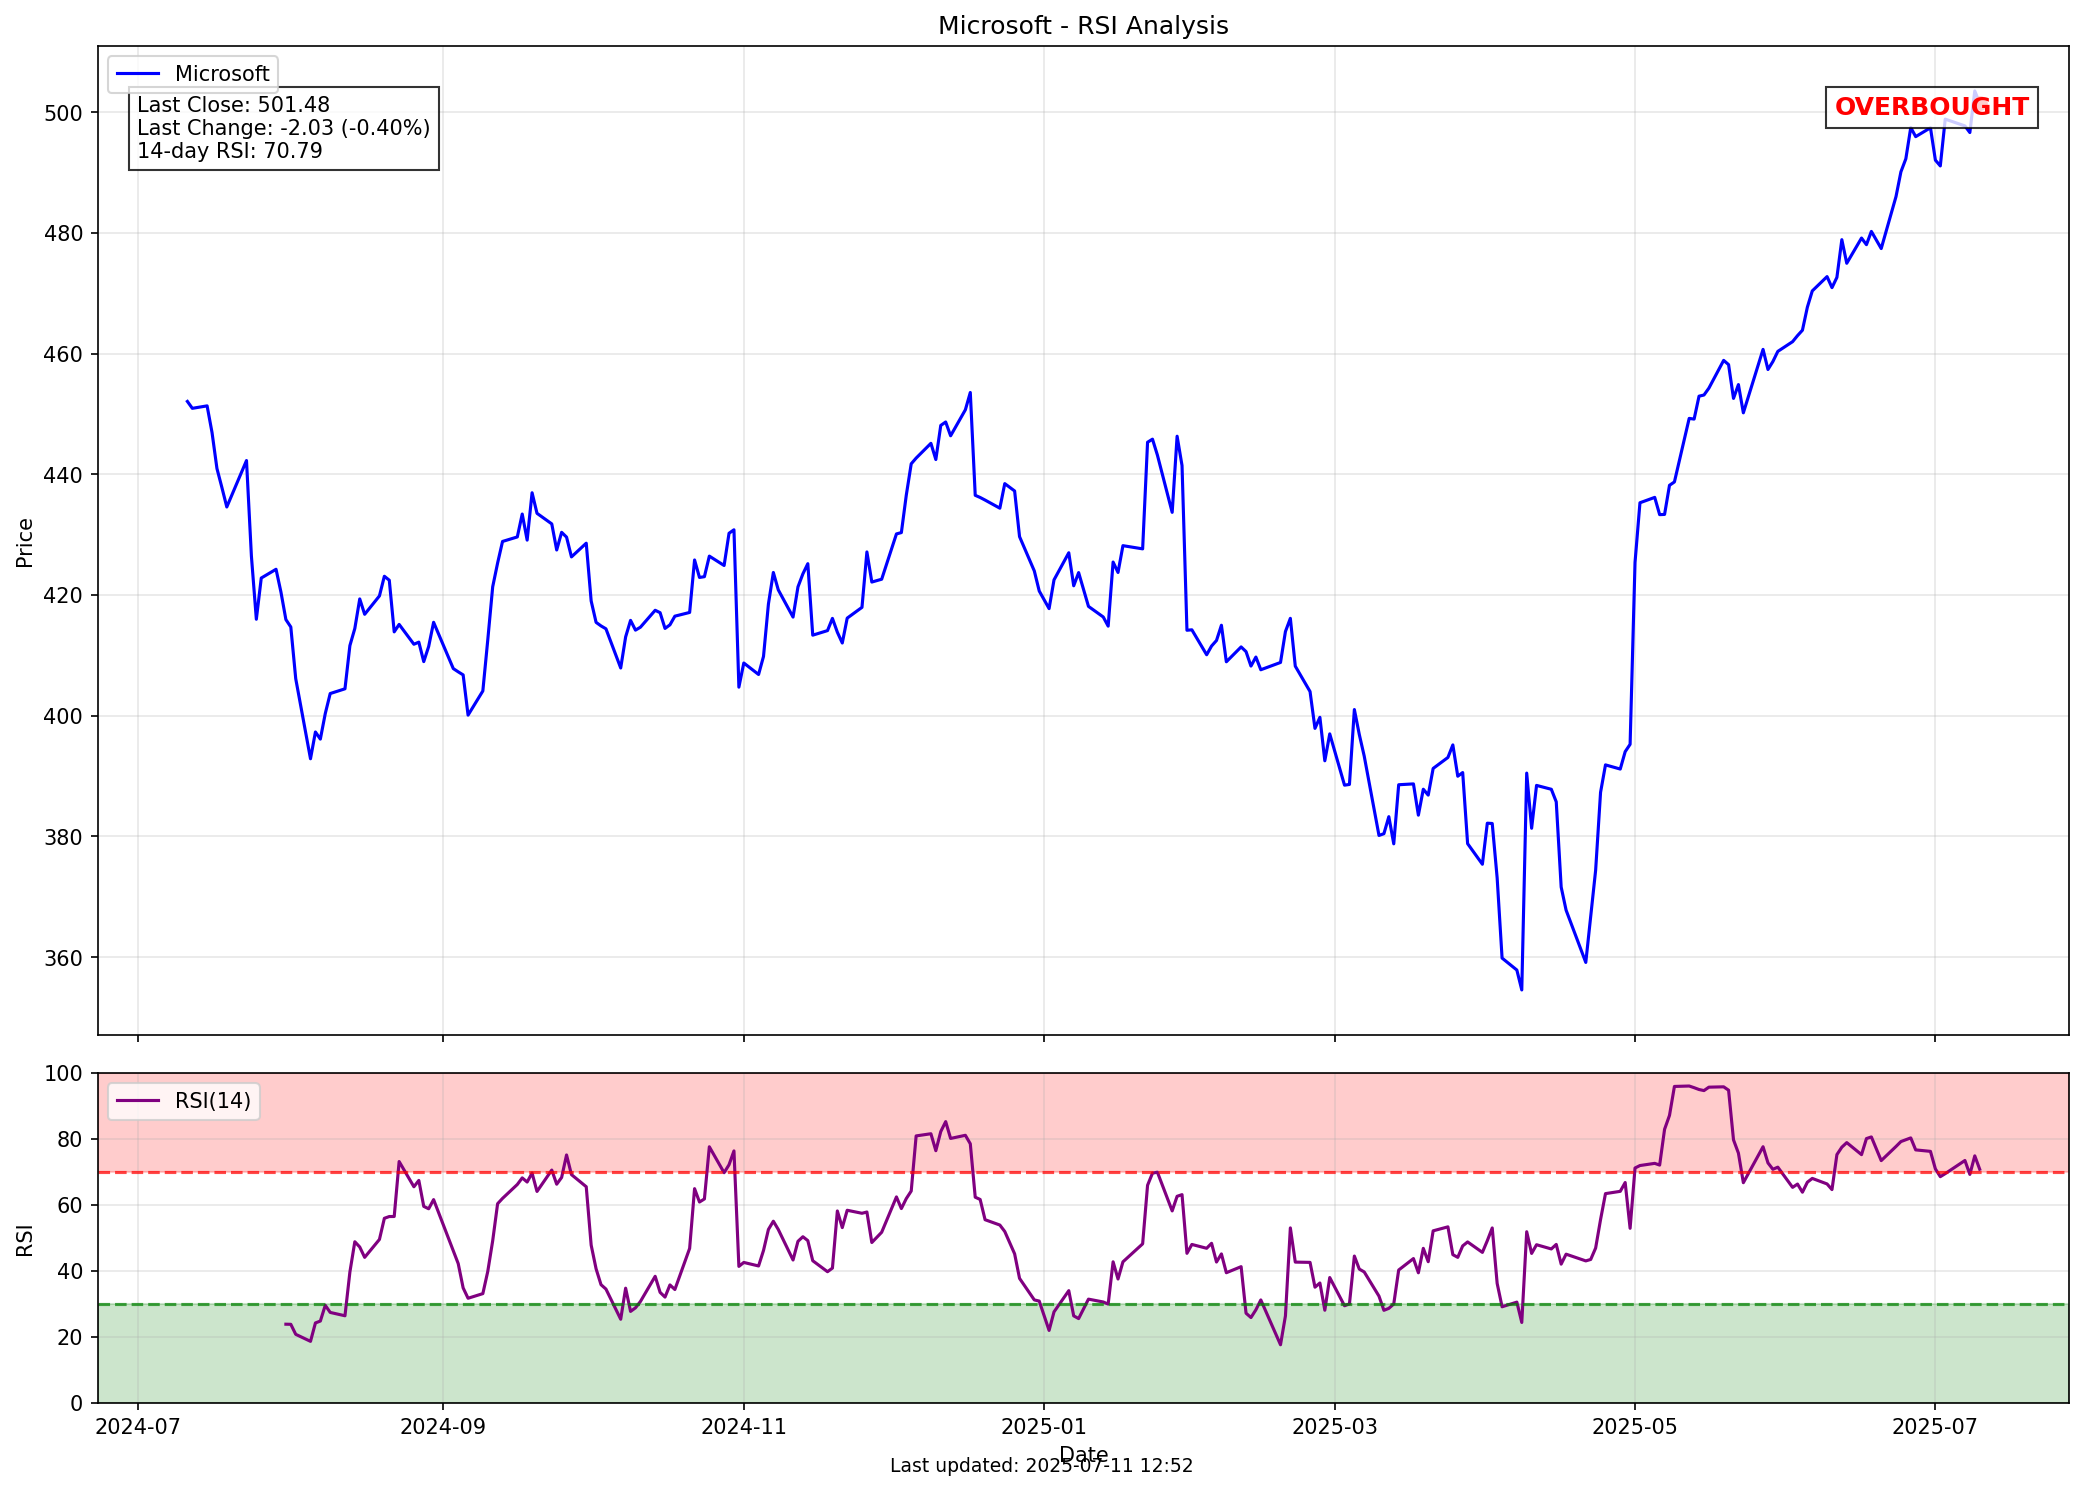 Microsoft - RSI Analysis
Microsoft
Last Close: 501.48
Last Change: -2.03 (-0.40%)
14-day RSI: 70.79
OVERBOUGHT
Price
500
480
460
440
420
400
380
360
RSI(14)
RSI
100
80
60
40
20
0
2024-07
2024-09
2024-11
2025-01
2025-03
2025-05
2025-07
Date
Last updated: 2025-07-11 12:52